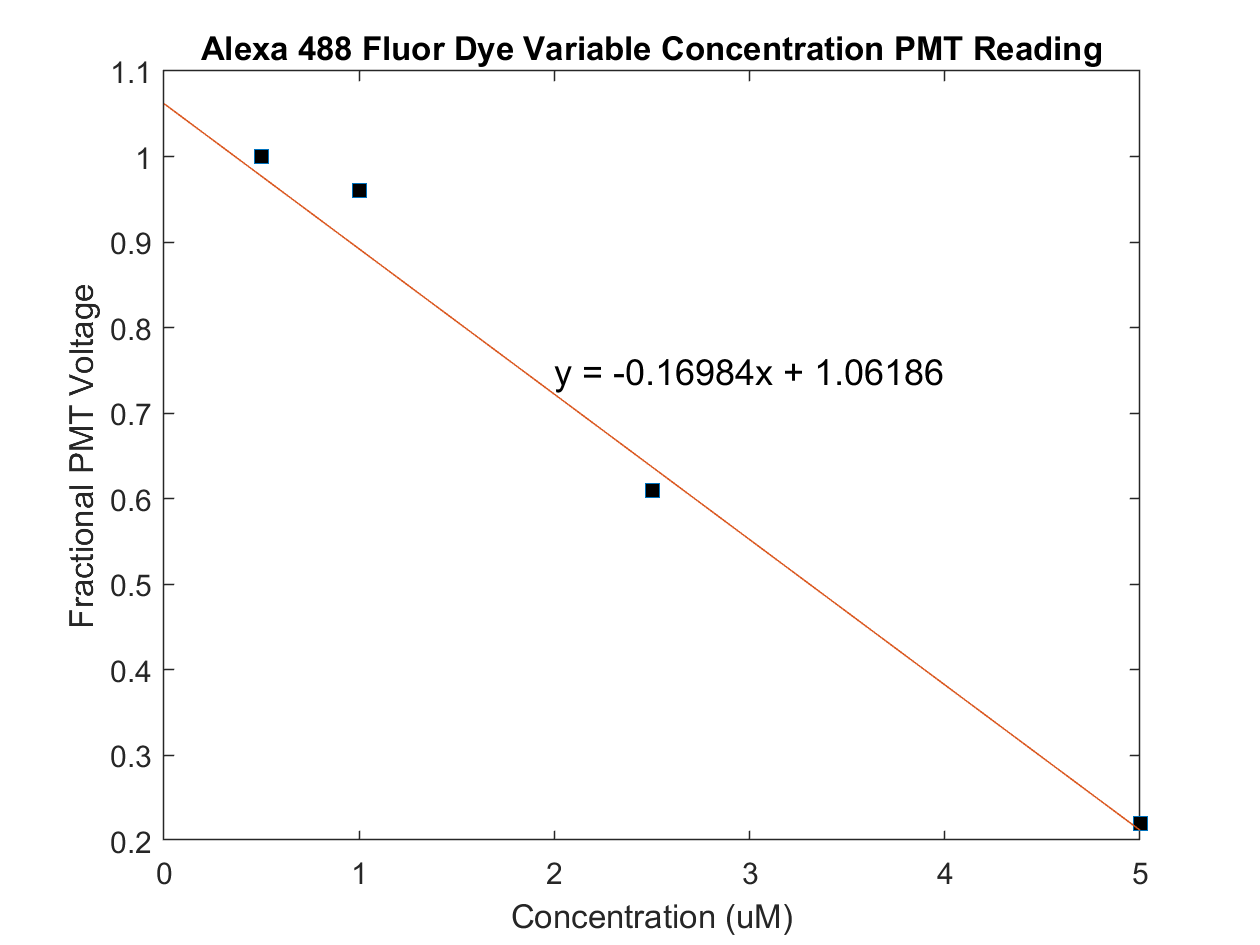 Alexa 488 Fluor Dye Variable Concentration PMT Reading
1.1
1
0.9
0.8
0.7
0.6
0.5
0.4
0.3
0.2
Fractional PMT Voltage
y = -0.16984x + 1.06186
0 1 2 3 4 5
Concentration (uM)